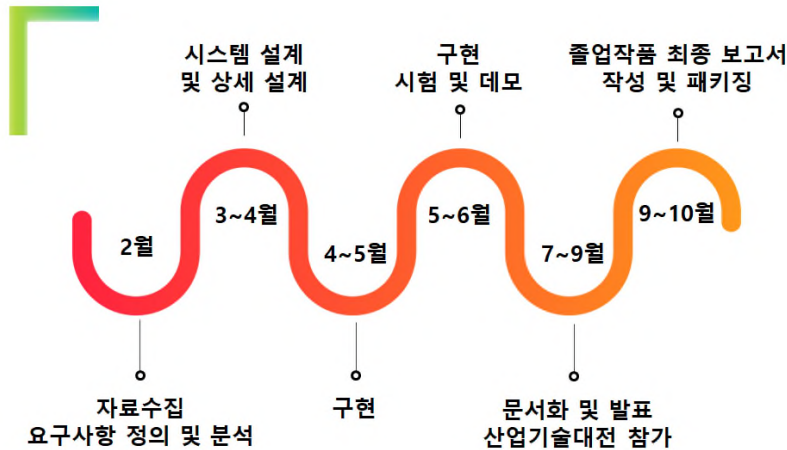 시스템 설계
및 상세 설계
구현
시험 및 데모
졸업작품 최종 보고서
작성 및 패키징
2월
3~4월
4~5월
5~6월
7~9월
9~10월
자료수집
요구사항 정의 및 분석
구현
문서화 및 발표
산업기술대전 참가